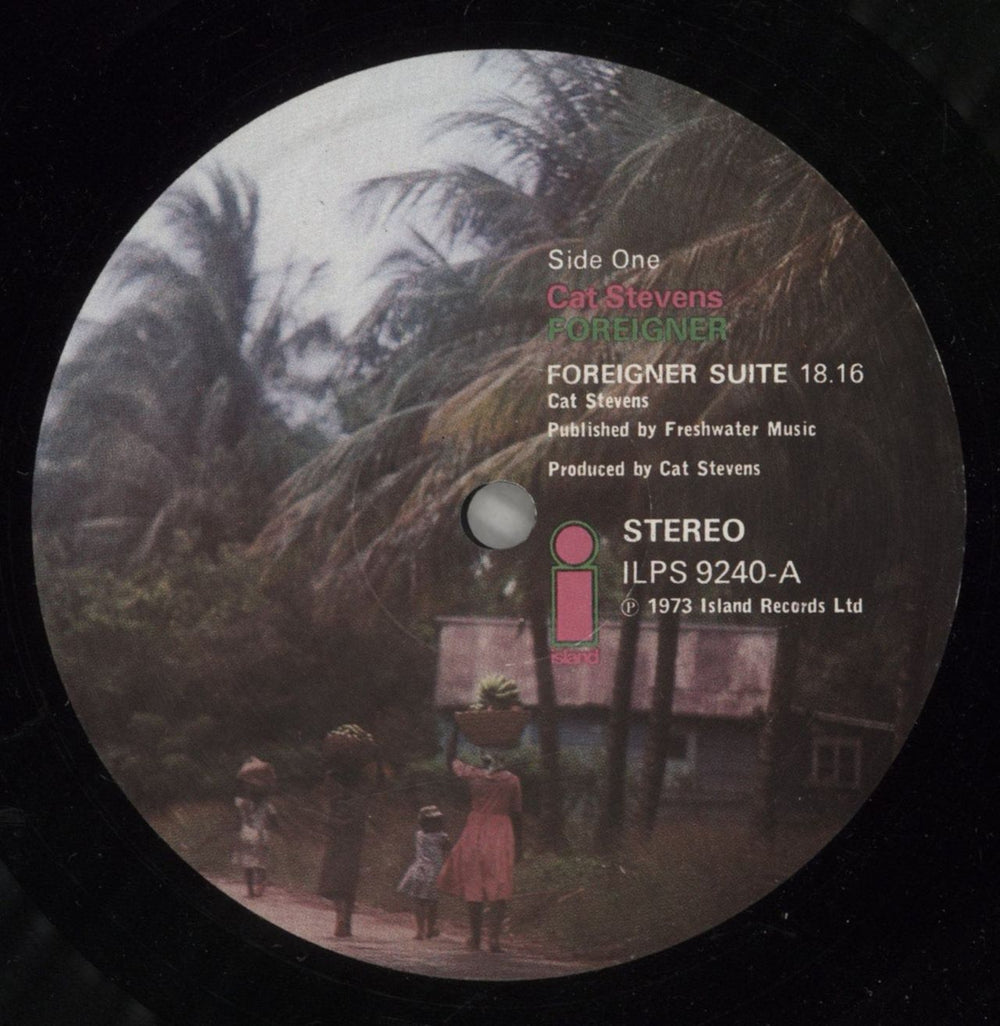 Side One
Cat Stevens
FOREIGNER
FOREIGNER SUITE 18.16
Cat Stevens
Published by Freshwater Music
Produced by Cat Stevens
STEREO
ILPS 9240-A
℗ 1973 Island Records Ltd
island